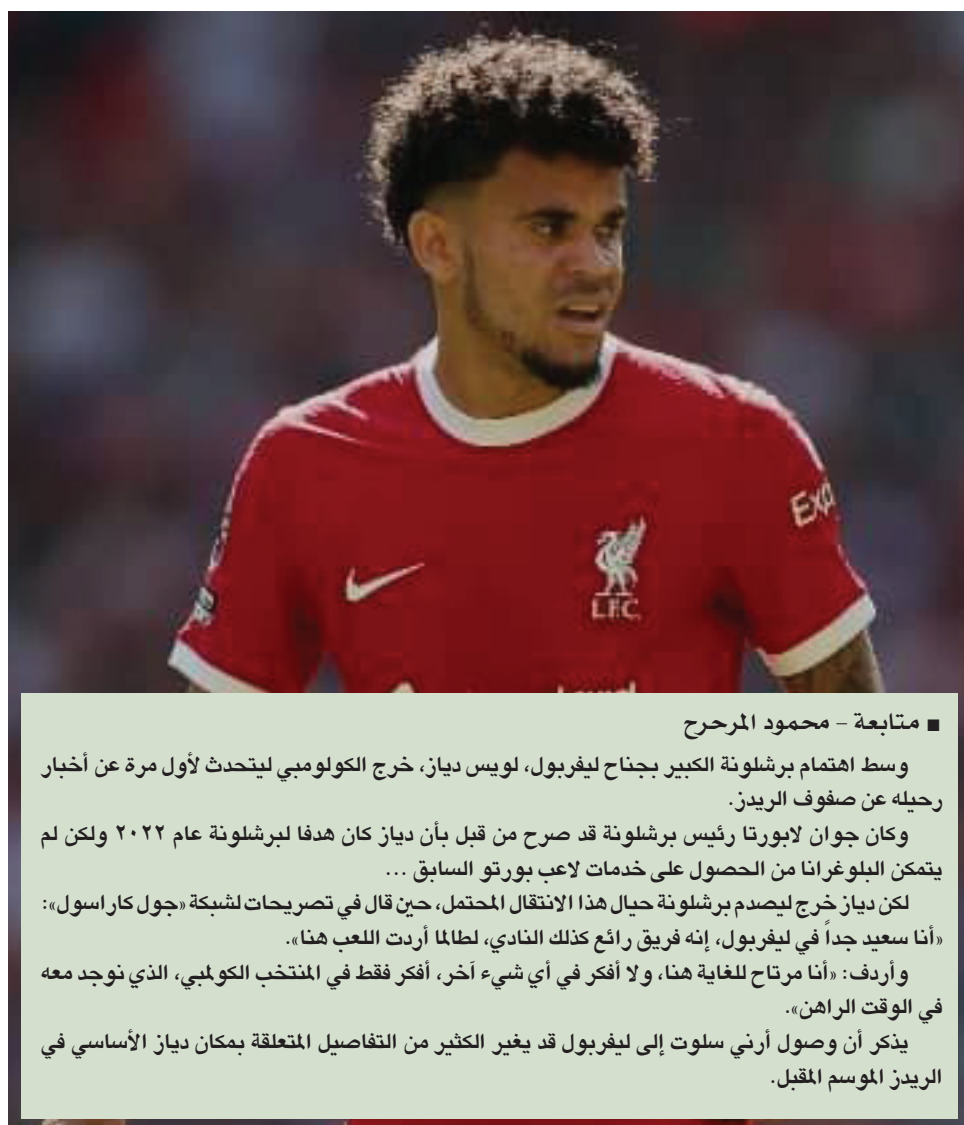 Exp
L.F.C.
■ متابعة – محمود المرحرح
وسط اهتمام برشلونة الكبير بجناح ليفربول، لويس دياز، خرج الكولومبي ليتحدث لأول مرة عن أخبار
رحيله عن صفوف الريدز.
وكان جوان لابورتا رئيس برشلونة قد صرح من قبل بأن دياز كان هدفا لبرشلونة عام ٢٠٢٢ ولكن لم
يتمكن البلوغرانا من الحصول على خدمات لاعب بورتو السابق ...
لكن دياز خرج ليصدم برشلونة حيال هذا الانتقال المحتمل، حين قال في تصريحات لشبكة «جول كاراسول»:
«أنا سعيد جداً في ليفربول، إنه فريق رائع كذلك النادي، لطالما أردت اللعب هنا».
وأردف: «أنا مرتاح للغاية هنا، ولا أفكر في أي شيء آخر، أفكر فقط في المنتخب الكولمبي، الذي نوجد معه
في الوقت الراهن».
يذكر أن وصول أرني سلوت إلى ليفربول قد يغير الكثير من التفاصيل المتعلقة بمكان دياز الأساسي في
الريدز الموسم المقبل.